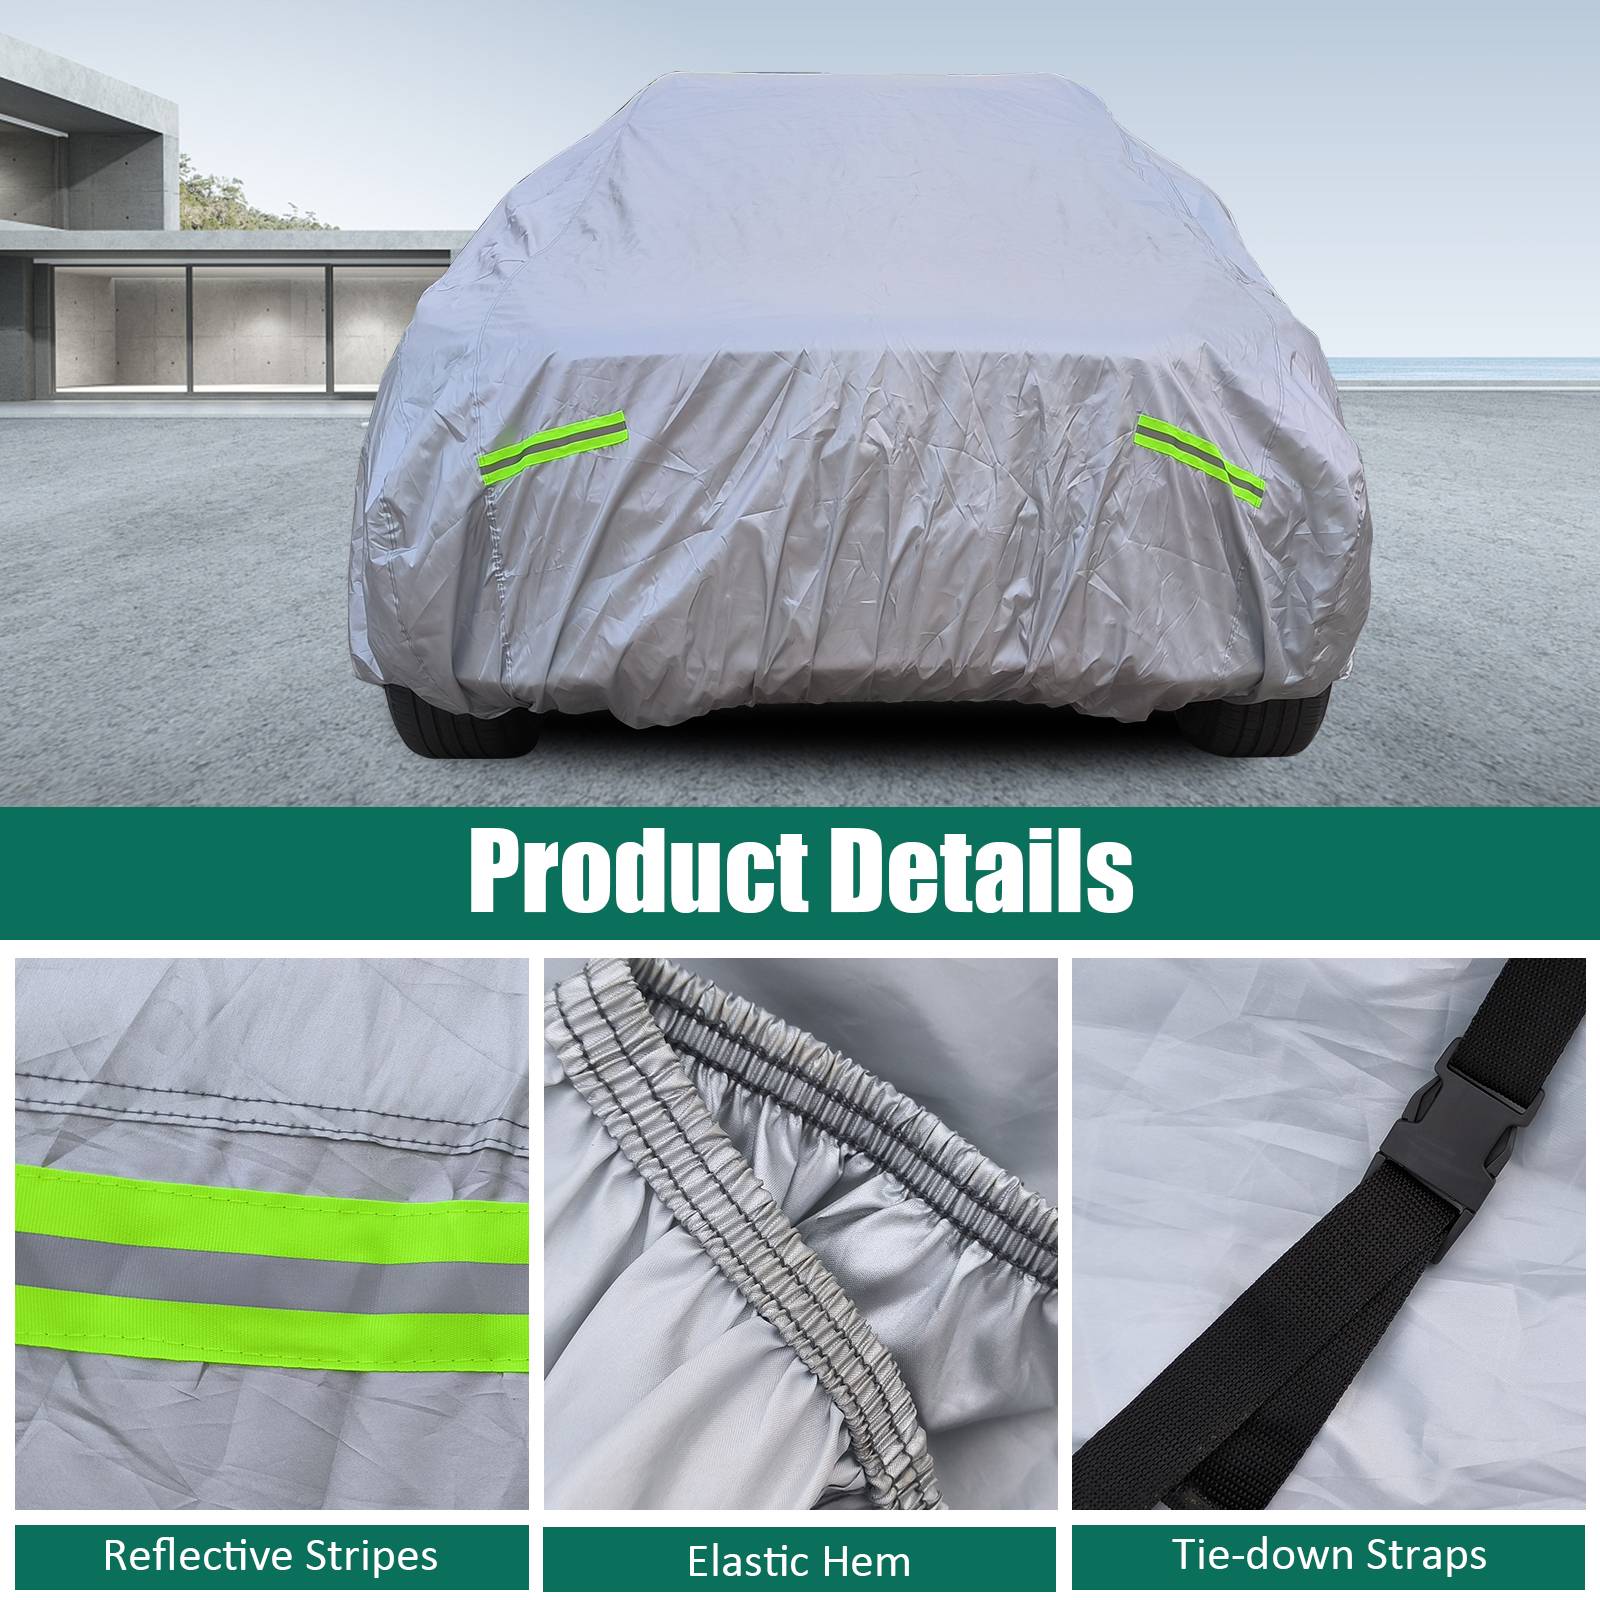 Product Details
Reflective Stripes
Elastic Hem
Tie-down Straps